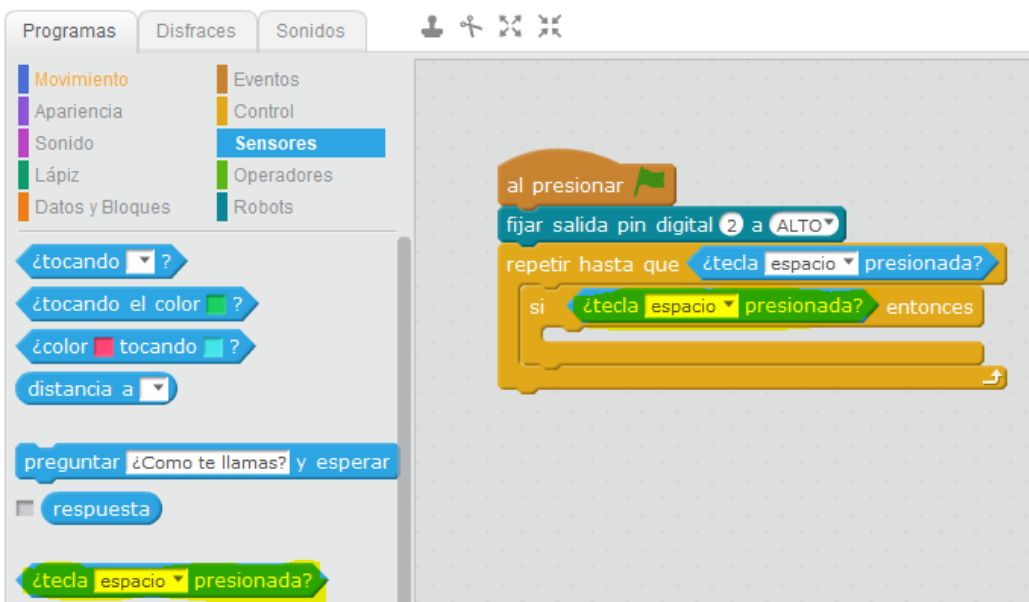 Programas Disfraces Sonidos
Movimiento Eventos
Apariencia Control
Sonido Sensores
Lápiz Operadores
Datos y Bloques Robots
¿tocando ?
¿tocando el color ?
¿color tocando ?
distancia a
preguntar ¿Como te llamas? y esperar
respuesta
¿tecla espacio presionada?
al presionar
fijar salida pin digital 2 a ALTO
repetir hasta que ¿tecla espacio presionada?
si ¿tecla espacio presionada? entonces